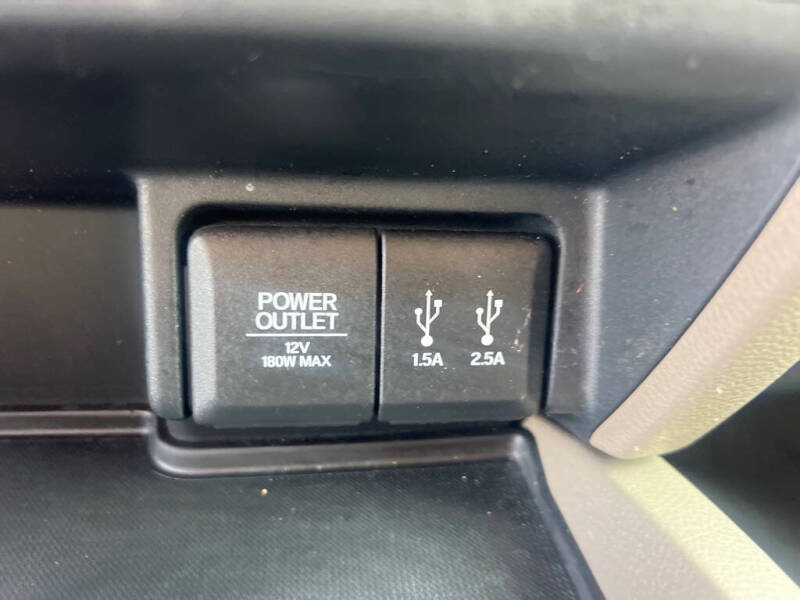 POWER
OUTLET
12V
180W MAX
1.5A 2.5A